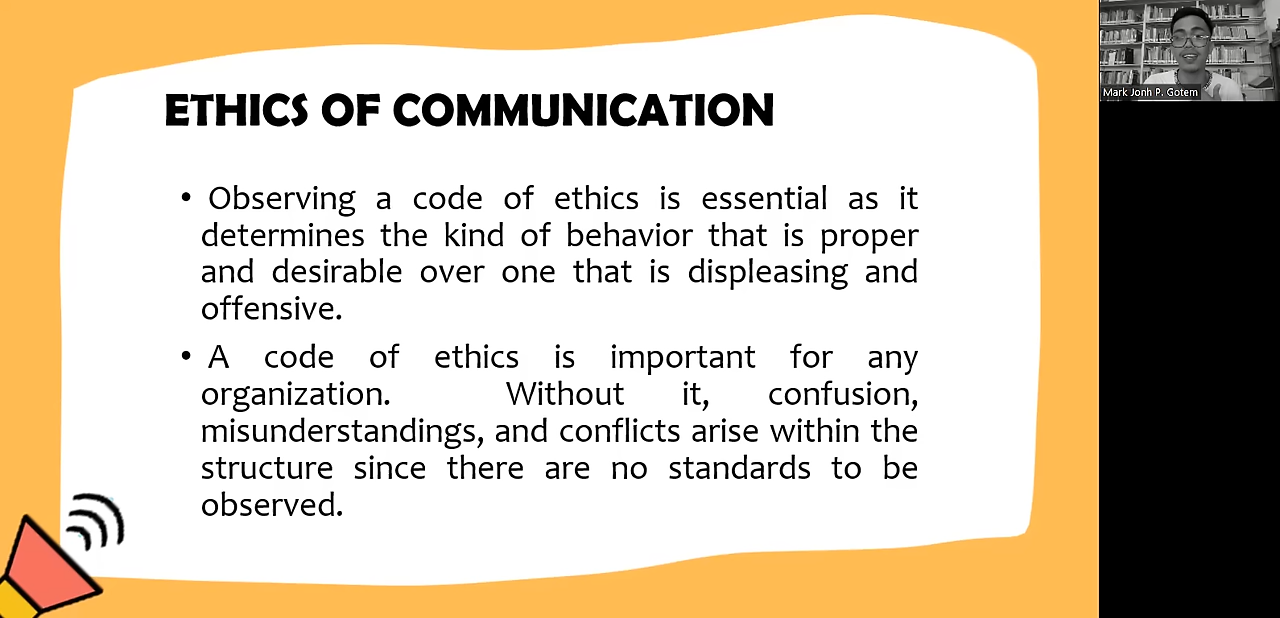 ETHICS OF COMMUNICATION
• Observing a code of ethics is essential as it
determines the kind of behavior that is proper
and desirable over one that is displeasing and
offensive.
• A code of ethics is important for any
organization. Without it, confusion,
misunderstandings, and conflicts arise within the
structure since there are no standards to be
observed.
Mark Jonh P. Gotem